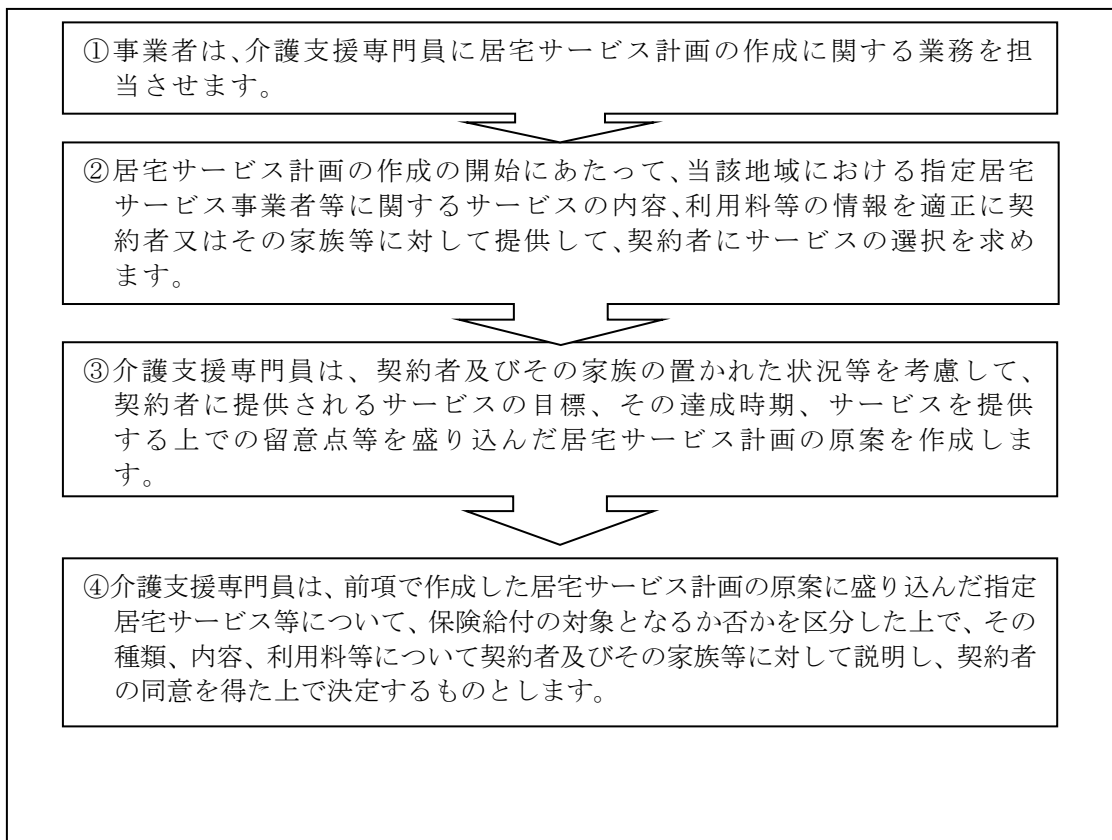 ①事業者は、介護支援専門員に居宅サービス計画の作成に関する業務を担
当させます。
②居宅サービス計画の作成の開始にあたって、当該地域における指定居宅
サービス事業者等に関するサービスの内容、利用料等の情報を適正に契
約者又はその家族等に対して提供して、契約者にサービスの選択を求め
ます。
③介護支援専門員は、契約者及びその家族の置かれた状況等を考慮して、
契約者に提供されるサービスの目標、その達成時期、サービスを提供
する上での留意点等を盛り込んだ居宅サービス計画の原案を作成しま
す。
④介護支援専門員は、前項で作成した居宅サービス計画の原案に盛り込んだ指定
居宅サービス等について、保険給付の対象となるか否かを区分した上で、その
種類、内容、利用料等について契約者及びその家族等に対して説明し、契約者
の同意を得た上で決定するものとします。